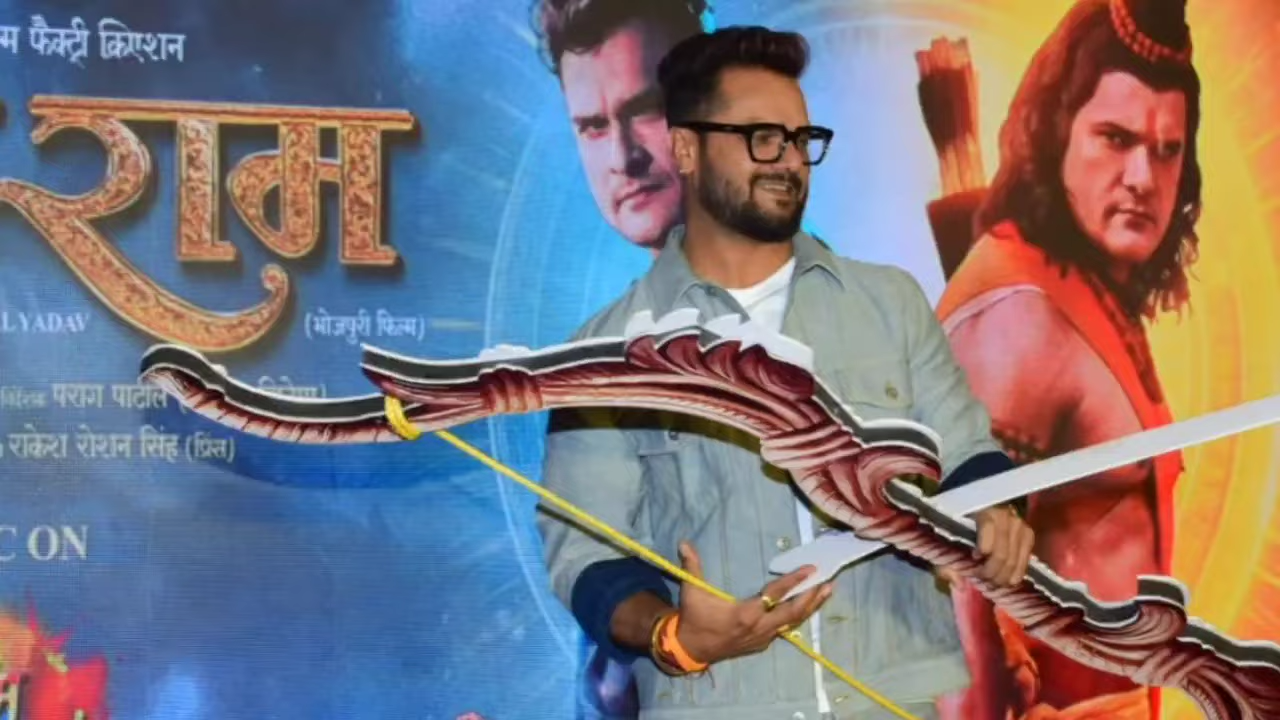 म फैक्ट्री क्रिएशन
राम
L YADAV
(भोजपुरी फिल्म)
पराग पाटील
राकेश रोशन सिंह (प्रिंस)
C ON